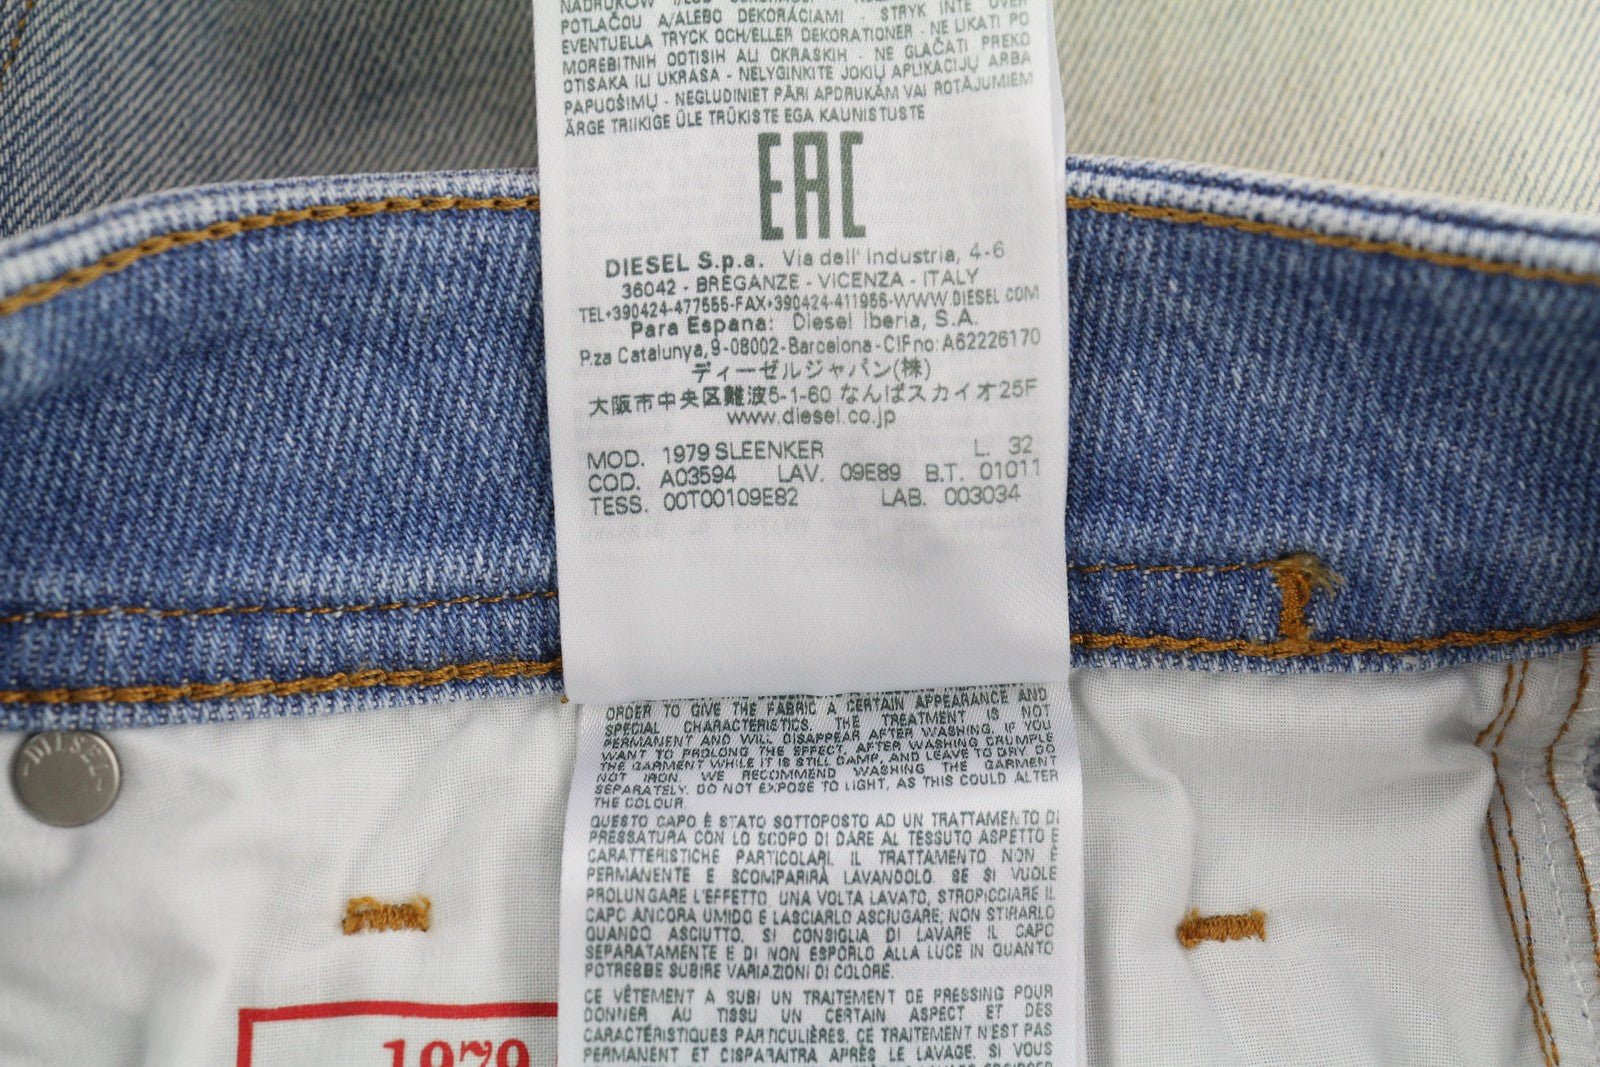 NADRUKÓW I/LUB
POTLAČOU A/ALEBO DEKORÁCIAMI - STRYK INTE ÖVER
EVENTUELLA TRYCK OCH/ELLER DEKORATIONER - NE LIKATI PO
MOREBITNIH ODTISIH ALI OKRASKIH - NE GLAČATI PREKO
OTISAKA ILI UKRASA - NELYGINKITE JOKIŲ APLIKACIJŲ ARBA
PAPUOŠIMŲ - NEGLUDINIET PĀRI APDRUKĀM VAI ROTĀJUMIEM
ÄRGE TRIIKIGE ÜLE TRÜKISTE EGA KAUNISTUSTE
EAC
DIESEL S.p.a. Via dell' Industria, 4-6
36042 - BREGANZE - VICENZA - ITALY
TEL+390424-477555-FAX+390424-411955-WWW.DIESEL.COM
Para Espana: Diesel Iberia, S.A.
P.za Catalunya,9-08002-Barcelona-CIF no:A62226170
ディーゼルジャパン(株)
大阪市中央区難波5-1-60 なんばスカイオ25F
www.diesel.co.jp
MOD. 1979 SLEENKER L. 32
COD. A03594 LAV. 09E89 B.T. 01011
TESS. 00T00109E82 LAB. 003034
ORDER TO GIVE THE FABRIC A CERTAIN APPEARANCE AND
SPECIAL CHARACTERISTICS. THE TREATMENT IS NOT
PERMANENT AND WILL DISAPPEAR AFTER WASHING. IF YOU
WANT TO PROLONG THE EFFECT, AFTER WASHING CRUMPLE
THE GARMENT WHILE IT IS STILL DAMP, AND LEAVE TO DRY. DO
NOT IRON. WE RECOMMEND WASHING THE GARMENT
SEPARATELY. DO NOT EXPOSE TO LIGHT, AS THIS COULD ALTER
THE COLOUR.
QUESTO CAPO È STATO SOTTOPOSTO AD UN TRATTAMENTO DI
PRESSATURA CON LO SCOPO DI DARE AL TESSUTO ASPETTO E
CARATTERISTICHE PARTICOLARI. IL TRATTAMENTO NON È
PERMANENTE E SCOMPARIRÀ LAVANDOLO. SE SI VUOLE
PROLUNGARE L'EFFETTO, UNA VOLTA LAVATO, STROPICCIARE IL
CAPO ANCORA UMIDO E LASCIARLO ASCIUGARE; NON STIRARLO
QUANDO ASCIUTTO. SI CONSIGLIA DI LAVARE IL CAPO
SEPARATAMENTE E DI NON ESPORLO ALLA LUCE IN QUANTO
POTREBBE SUBIRE VARIAZIONI DI COLORE.
CE VÊTEMENT A SUBI UN TRAITEMENT DE PRESSING POUR
DONNER AU TISSU UN CERTAIN ASPECT ET DES
CARACTÉRISTIQUES PARTICULIÈRES. CE TRAITEMENT N'EST PAS
PERMANENT ET DISPARAITRA APRÈS LE LAVAGE. SI VOUS
DIESEL
1979